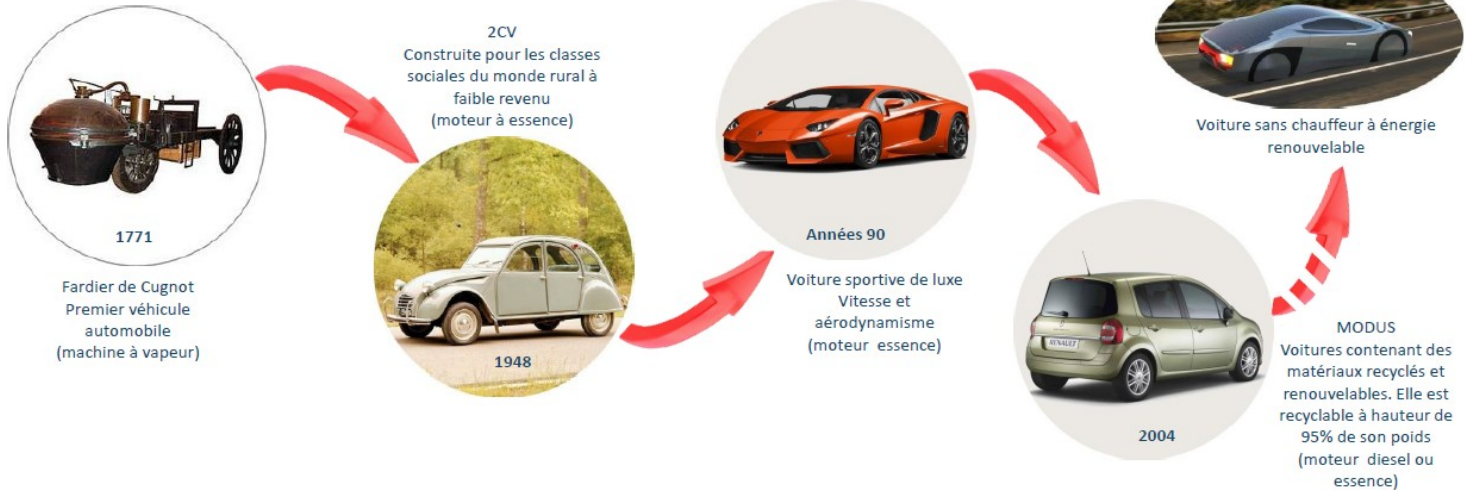 1771
Fardier de Cugnot
Premier véhicule
automobile
(machine à vapeur)
2CV
Construite pour les classes
sociales du monde rural à
faible revenu
(moteur à essence)
1948
Années 90
Voiture sportive de luxe
Vitesse et
aérodynamisme
(moteur essence)
RENAULT
2004
MODUS
Voitures contenant des
matériaux recyclés et
renouvelables. Elle est
recyclable à hauteur de
95% de son poids
(moteur diesel ou
essence)
Voiture sans chauffeur à énergie
renouvelable